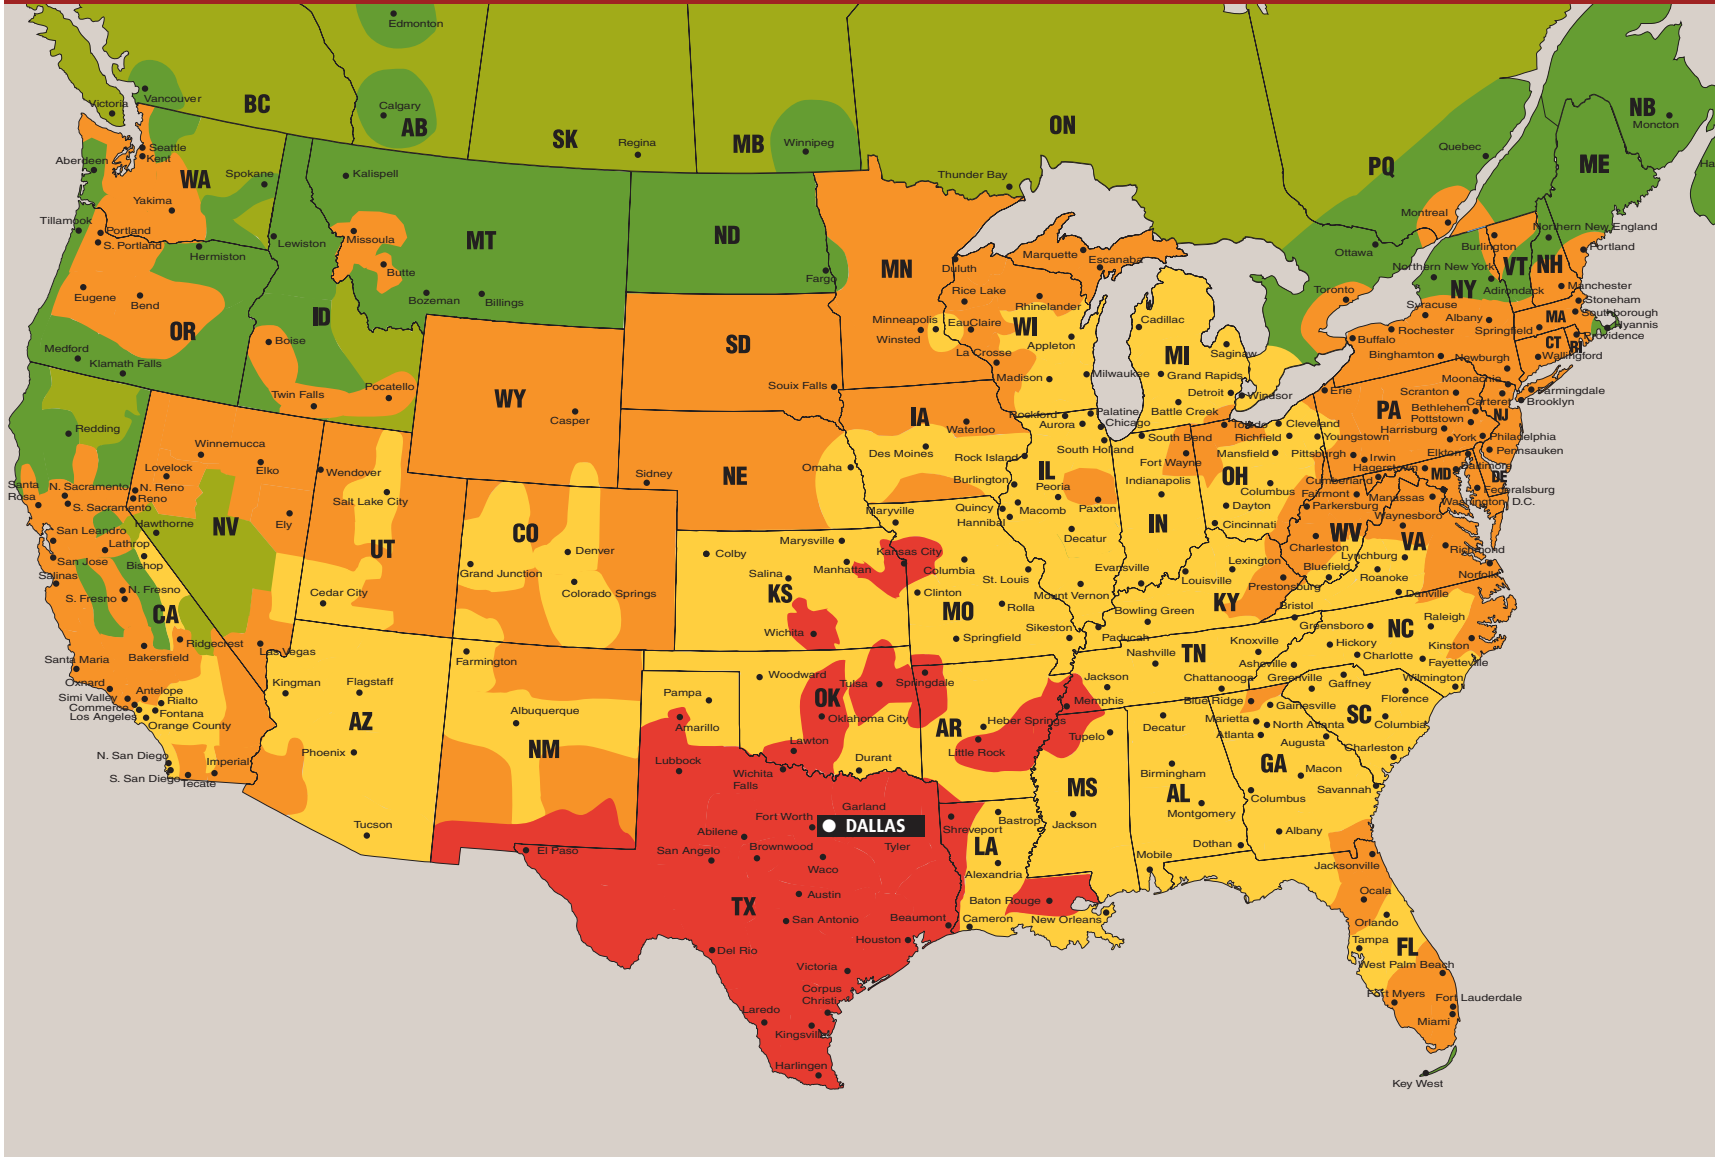 Edmonton
Vancouver
Victoria
BC
Calgary
AB
SK
Regina
MB
Winnipeg
ON
Thunder Bay
PQ
Quebec
NB
Moncton
Ha
ME
Montreal
Ottawa
Toronto
Seattle
Kent
Aberdeen
WA
Spokane
Yakima
Tillamook
Portland
S. Portland
Lewiston
Hermiston
Eugene
Bend
OR
Medford
Klamath Falls
Kalispell
Missoula
MT
Butte
Bozeman
Billings
ID
Boise
Twin Falls
Pocatello
ND
Fargo
SD
Souix Falls
WY
Casper
MN
Duluth
Minneapolis
Winsted
Marquette
Escanaba
Rice Lake
Rhinelander
EauClaire
WI
Appleton
La Crosse
Madison
Milwaukee
Cadillac
MI
Saginaw
Grand Rapids
Detroit
Windsor
Battle Creek
Northern New England
Burlington
Portland
Northern New York
VT
NH
NY
Adirondack
Manchester
Stoneham
Syracuse
Albany
MA
Southborough
Hyannis
Springfield
Rochester
Buffalo
CT
RI
Providence
Binghamton
Newburgh
Wallingford
Moonachie
Erie
Scranton
Farmingdale
Carteret
Brooklyn
PA
Bethlehem
NJ
Pottstown
Harrisburg
York
Philadelphia
Pennsauken
Pittsburgh
Irwin
Elkton
Hagerstown
MD
Baltimore
DE
Cumberland
Federalsburg
Fairmont
Manassas
Washington D.C.
Parkersburg
Redding
Santa
Rosa
N. Sacramento
S. Sacramento
San Leandro
Lathrop
San Jose
Salinas
Bishop
N. Fresno
S. Fresno
CA
Ridgecrest
Bakersfield
Santa Maria
Oxnard
Simi Valley
Antelope
Rialto
Commerce
Fontana
Los Angeles
Orange County
N. San Diego
Imperial
S. San Diego
Tecate
Winnemucca
Lovelock
Elko
N. Reno
Reno
Hawthorne
NV
Ely
Las Vegas
Wendover
Salt Lake City
UT
Cedar City
CO
Denver
Grand Junction
Colorado Springs
Sidney
NE
Omaha
IA
Waterloo
Des Moines
Rockford
Palatine
Aurora
Chicago
South Holland
Rock Island
IL
Burlington
Peoria
Quincy
Macomb
Paxton
Hannibal
Decatur
South Bend
Fort Wayne
Indianapolis
IN
Evansville
Toledo
Cleveland
Richfield
Youngstown
Mansfield
OH
Columbus
Dayton
Cincinnati
WV
Charleston
Bluefield
Waynesboro
VA
Lynchburg
Richmond
Roanoke
Norfolk
Danville
Lexington
Louisville
Prestonsburg
KY
Bowling Green
Paducah
Bristol
Maryville
Marysville
Colby
Kansas City
Manhattan
Salina
KS
Wichita
Columbia
St. Louis
Clinton
MO
Rolla
Mount Vernon
Springfield
Sikeston
Kingman
Flagstaff
AZ
Phoenix
Tucson
Farmington
Albuquerque
NM
Woodward
Tulsa
Pampa
OK
Oklahoma City
Amarillo
Lawton
Durant
Springdale
AR
Heber Springs
Little Rock
Nashville
TN
Knoxville
Jackson
Memphis
Chattanooga
Greensboro
Raleigh
NC
Hickory
Kinston
Charlotte
Fayetteville
Asheville
Wilmington
Greenville
Gaffney
Florence
SC
Columbia
Charleston
Blue Ridge
Gainesville
Marietta
North Atlanta
Atlanta
Augusta
GA
Macon
Savannah
Columbus
Albany
Tupelo
MS
Jackson
Decatur
Birmingham
AL
Montgomery
Dothan
Mobile
Lubbock
Wichita
Falls
Garland
Fort Worth
DALLAS
Abilene
El Paso
San Angelo
Brownwood
Tyler
Waco
Austin
TX
San Antonio
Beaumont
Houston
Del Rio
Victoria
Corpus
Christi
Laredo
Kingsville
Harlingen
Shreveport
Bastrop
LA
Alexandria
Baton Rouge
Cameron
New Orleans
Jacksonville
Ocala
Orlando
Tampa
FL
West Palm Beach
Fort Myers
Fort Lauderdale
Miami
Key West